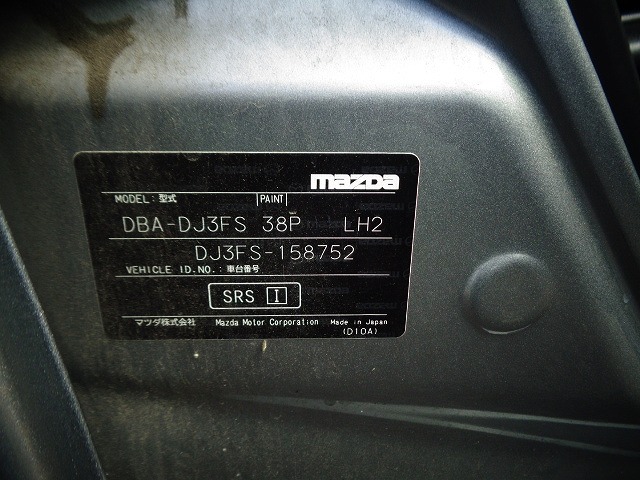 mazda
MODEL: 型式 PAINT
DBA-DJ3FS 38P LH2
DJ3FS-158752
VEHICLE ID.NO.: 車台番号
SRS I
マツダ株式会社 Mazda Motor Corporation Made in Japan
(D10A)